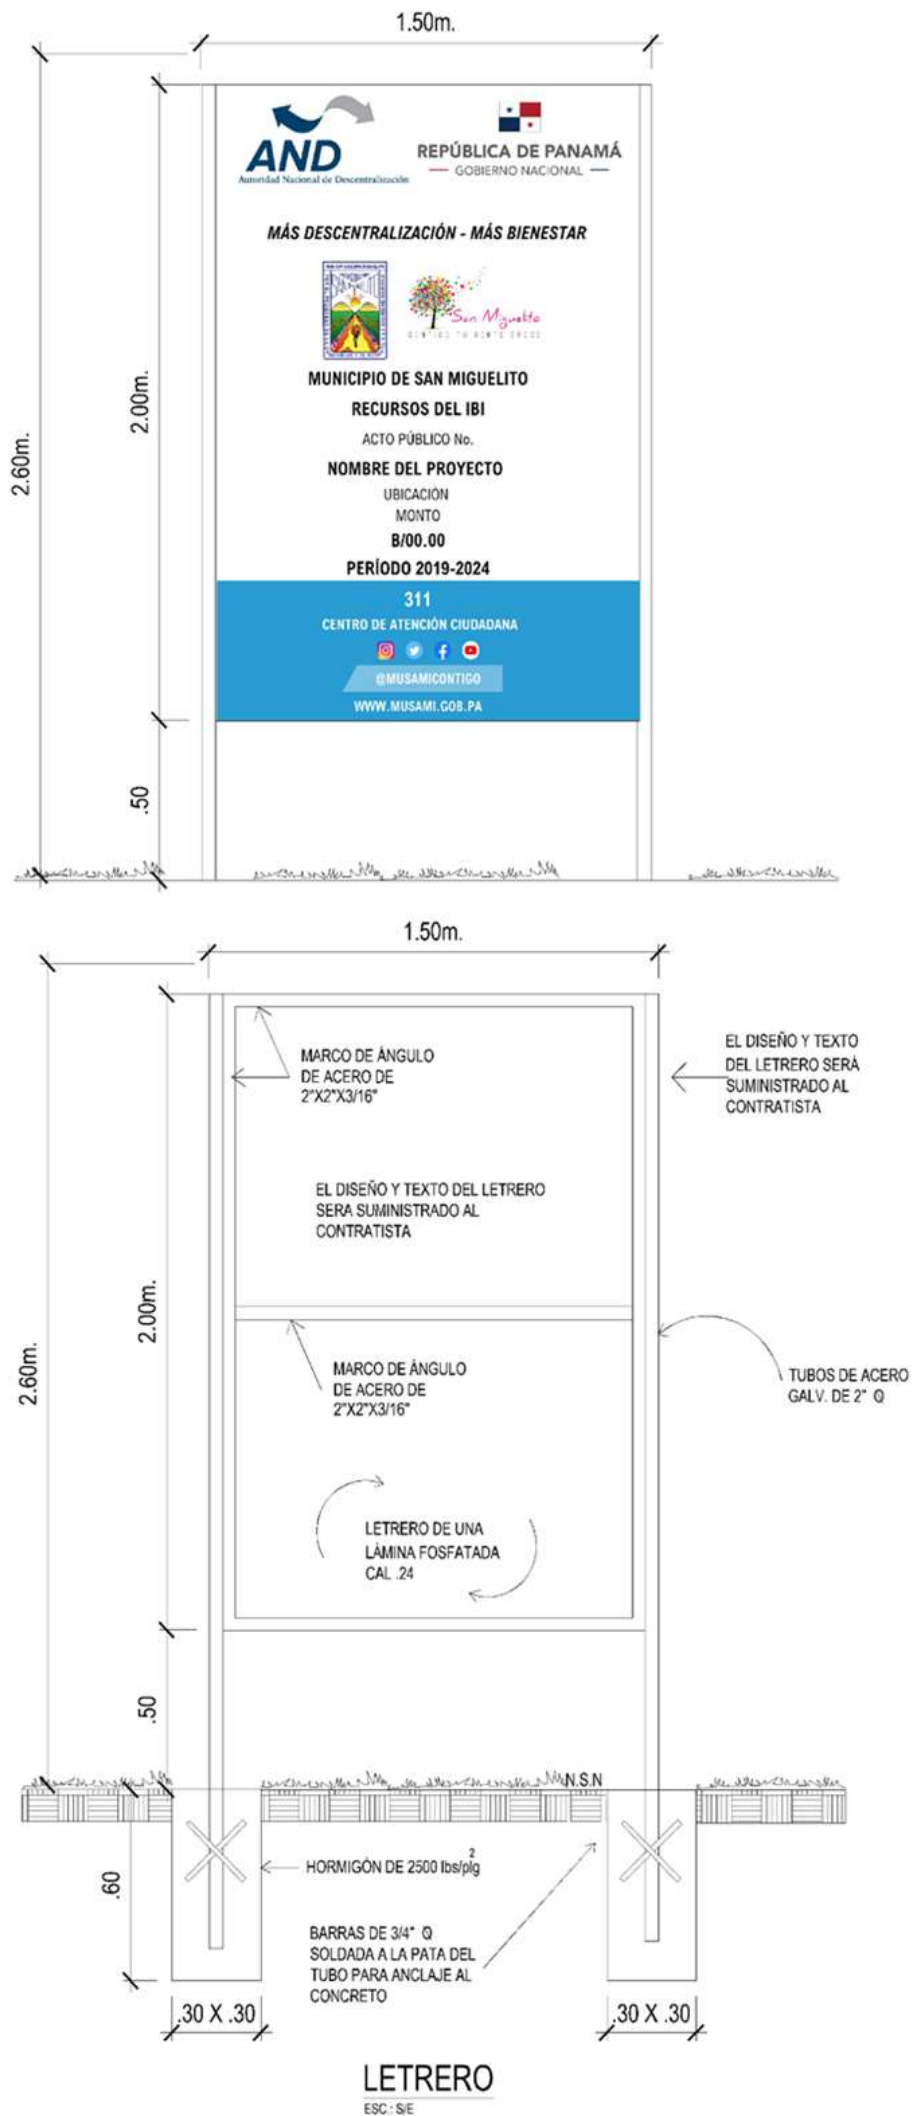 1.50m.
AND
Autoridad Nacional de Descentralización
REPÚBLICA DE PANAMÁ
GOBIERNO NACIONAL
MÁS DESCENTRALIZACIÓN - MÁS BIENESTAR
San Miguelito
MUNICIPIO DE SAN MIGUELITO
RECURSOS DEL IBI
ACTO PÚBLICO No.
NOMBRE DEL PROYECTO
UBICACIÓN
MONTO
B/00.00
PERÍODO 2019-2024
311
CENTRO DE ATENCIÓN CIUDADANA
@MUSAMICONTIGO
WWW.MUSAMI.GOB.PA
2.00m.
2.60m.
.50
1.50m.
MARCO DE ÁNGULO
DE ACERO DE
2"X2"X3/16"
EL DISEÑO Y TEXTO
DEL LETRERO SERÁ
SUMINISTRADO AL
CONTRATISTA
EL DISEÑO Y TEXTO DEL LETRERO
SERA SUMINISTRADO AL
CONTRATISTA
2.00m.
2.60m.
MARCO DE ÁNGULO
DE ACERO DE
2"X2"X3/16"
TUBOS DE ACERO
GALV. DE 2" Q
LETRERO DE UNA
LÁMINA FOSFATADA
CAL .24
.50
N.S.N
HORMIGÓN DE 2500 lbs/plg2
.60
BARRAS DE 3/4" Q
SOLDADA A LA PATA DEL
TUBO PARA ANCLAJE AL
CONCRETO
.30 X .30
.30 X .30
LETRERO
ESC : S/E